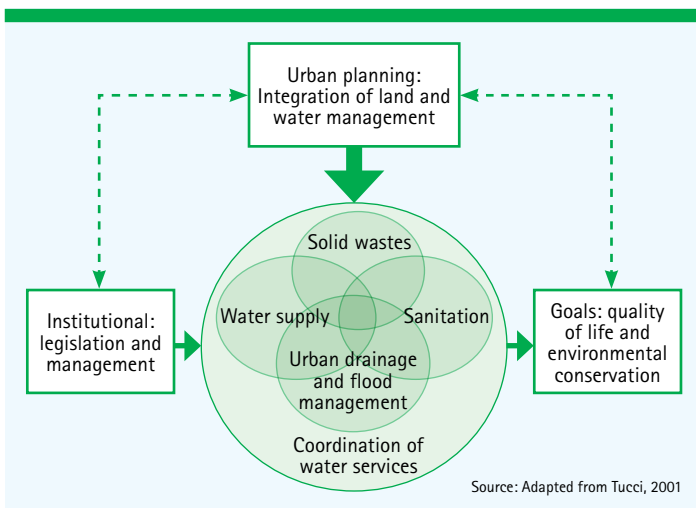 Urban planning:
Integration of land and
water management
Solid wastes
Water supply
Sanitation
Urban drainage
and flood
management
Coordination of
water services
Institutional:
legislation and
management
Goals: quality
of life and
environmental
conservation
Source: Adapted from Tucci, 2001